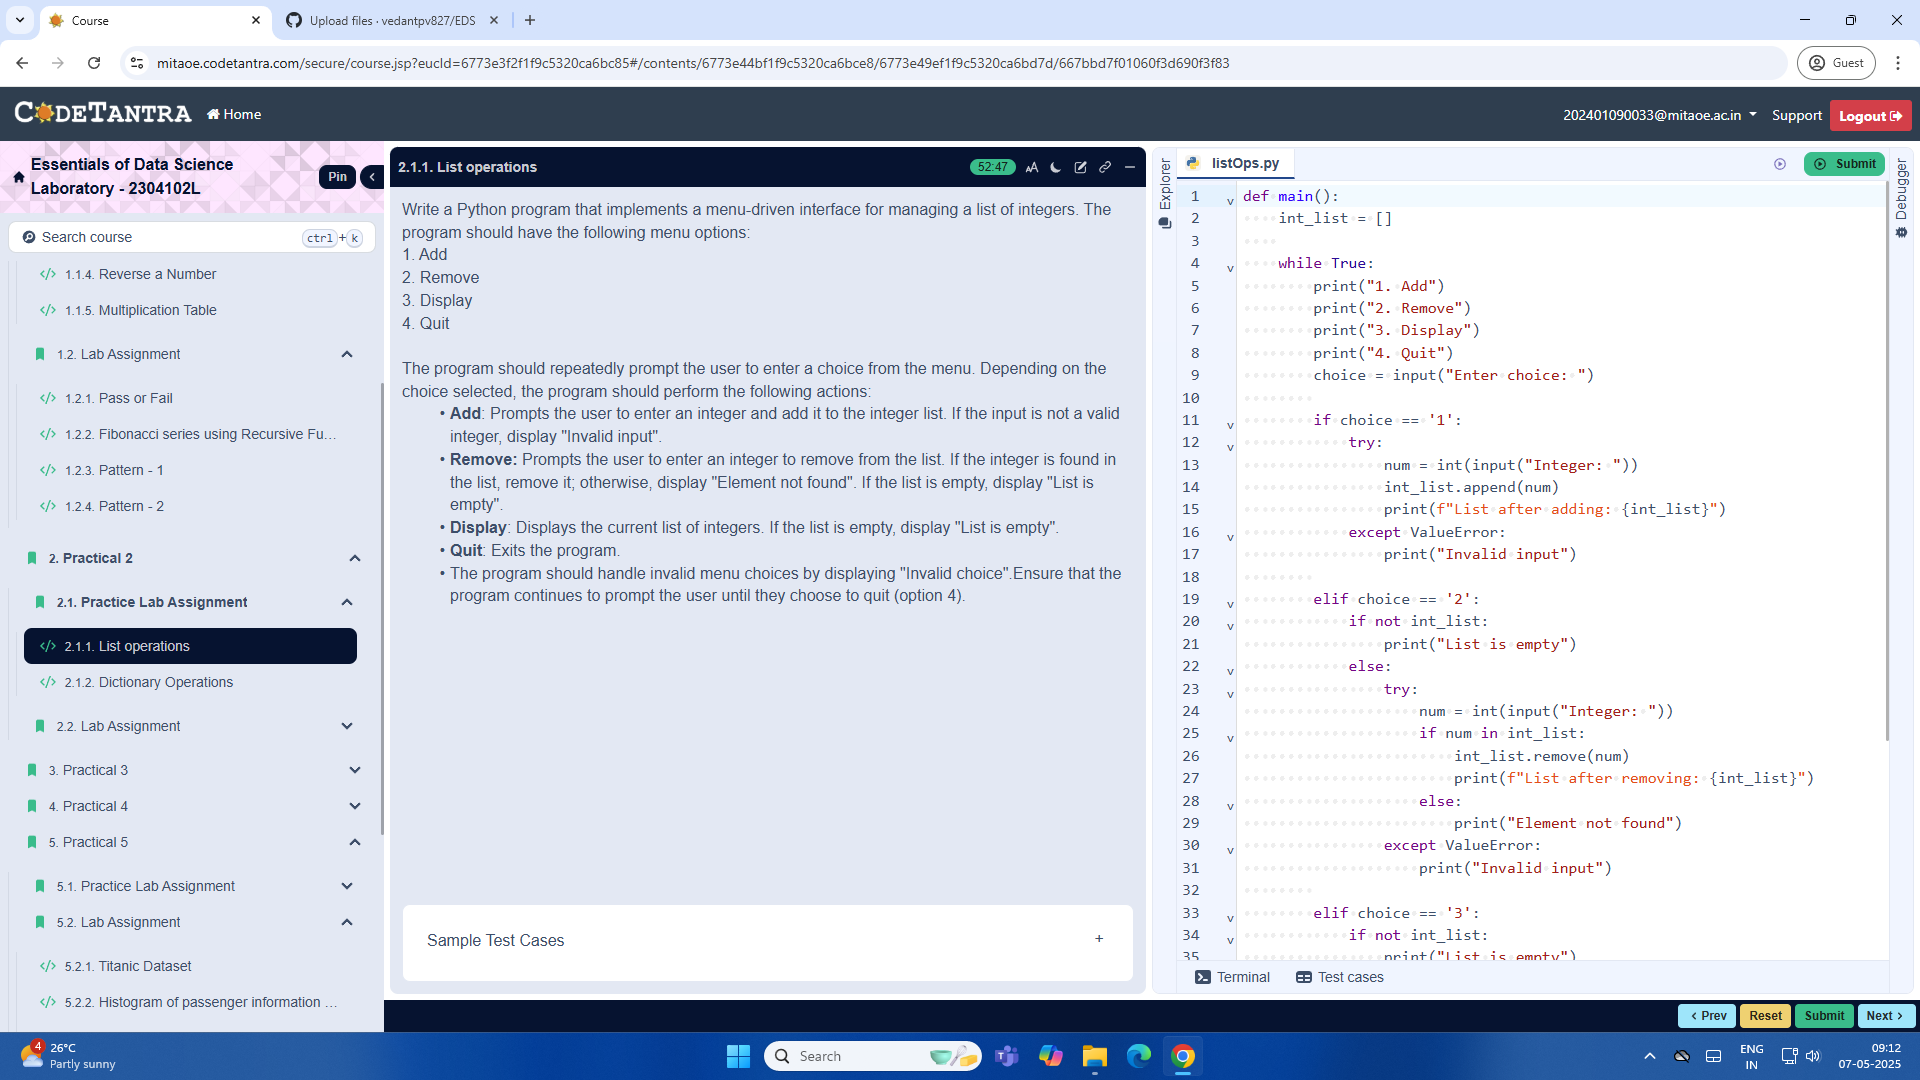 Course
Upload files · vedantpv827/EDS
mitaoe.codetantra.com/secure/course.jsp?eucId=6773e3f2f1f9c5320ca6bc85#/contents/6773e44bf1f9c5320ca6bce8/6773e49ef1f9c5320ca6bd7d/667bbd7f01060f3d690f3f83
Guest
CODETANTRA
Home
202401090033@mitaoe.ac.in
Support
Logout
Essentials of Data Science
Laboratory - 2304102L
Pin
Search course
ctrl + k
1.1.4. Reverse a Number
1.1.5. Multiplication Table
1.2. Lab Assignment
1.2.1. Pass or Fail
1.2.2. Fibonacci series using Recursive Fu...
1.2.3. Pattern - 1
1.2.4. Pattern - 2
2. Practical 2
2.1. Practice Lab Assignment
2.1.1. List operations
2.1.2. Dictionary Operations
2.2. Lab Assignment
3. Practical 3
4. Practical 4
5. Practical 5
5.1. Practice Lab Assignment
5.2. Lab Assignment
5.2.1. Titanic Dataset
5.2.2. Histogram of passenger information ...
2.1.1. List operations
52:47
AA
Write a Python program that implements a menu-driven interface for managing a list of integers. The
program should have the following menu options:
1. Add
2. Remove
3. Display
4. Quit
The program should repeatedly prompt the user to enter a choice from the menu. Depending on the
choice selected, the program should perform the following actions:
• Add: Prompts the user to enter an integer and add it to the integer list. If the input is not a valid
integer, display "Invalid input".
• Remove: Prompts the user to enter an integer to remove from the list. If the integer is found in
the list, remove it; otherwise, display "Element not found". If the list is empty, display "List is
empty".
• Display: Displays the current list of integers. If the list is empty, display "List is empty".
• Quit: Exits the program.
• The program should handle invalid menu choices by displaying "Invalid choice".Ensure that the
program continues to prompt the user until they choose to quit (option 4).
Sample Test Cases
+
Explorer
listOps.py
Submit
Debugger
1 def main():
2 int_list = []
3
4 while True:
5 print("1. Add")
6 print("2. Remove")
7 print("3. Display")
8 print("4. Quit")
9 choice = input("Enter choice: ")
10
11 if choice == '1':
12 try:
13 num = int(input("Integer: "))
14 int_list.append(num)
15 print(f"List after adding: {int_list}")
16 except ValueError:
17 print("Invalid input")
18
19 elif choice == '2':
20 if not int_list:
21 print("List is empty")
22 else:
23 try:
24 num = int(input("Integer: "))
25 if num in int_list:
26 int_list.remove(num)
27 print(f"List after removing: {int_list}")
28 else:
29 print("Element not found")
30 except ValueError:
31 print("Invalid input")
32
33 elif choice == '3':
34 if not int_list:
35 print("List is empty")
Terminal
Test cases
Prev
Reset
Submit
Next
4
26°C
Partly sunny
Search
ENG
IN
09:12
07-05-2025